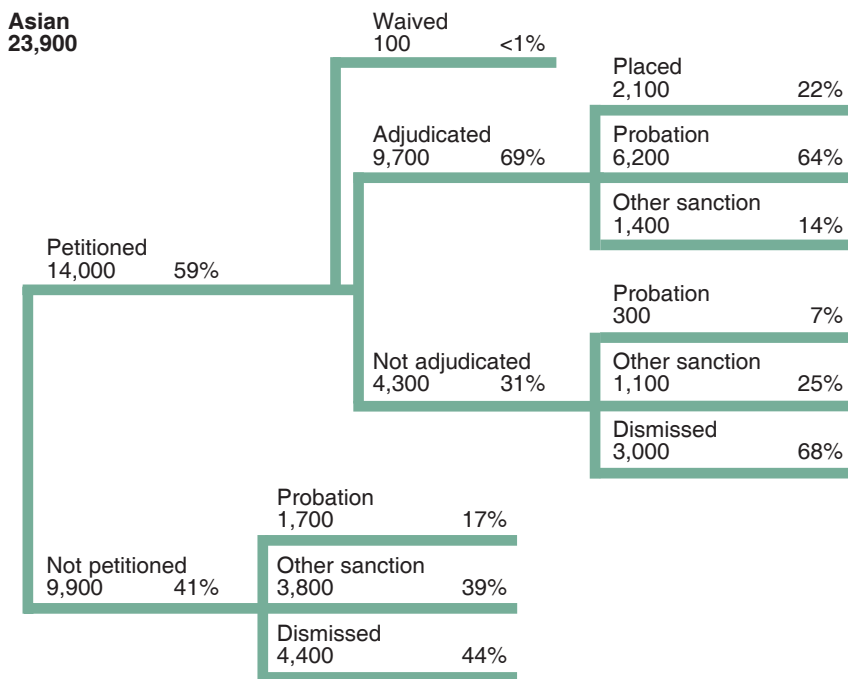 Asian
23,900
Waived
100 <1%
Placed
2,100 22%
Adjudicated
9,700 69%
Probation
6,200 64%
Other sanction
1,400 14%
Petitioned
14,000 59%
Probation
300 7%
Not adjudicated
4,300 31%
Other sanction
1,100 25%
Dismissed
3,000 68%
Probation
1,700 17%
Not petitioned
9,900 41%
Other sanction
3,800 39%
Dismissed
4,400 44%